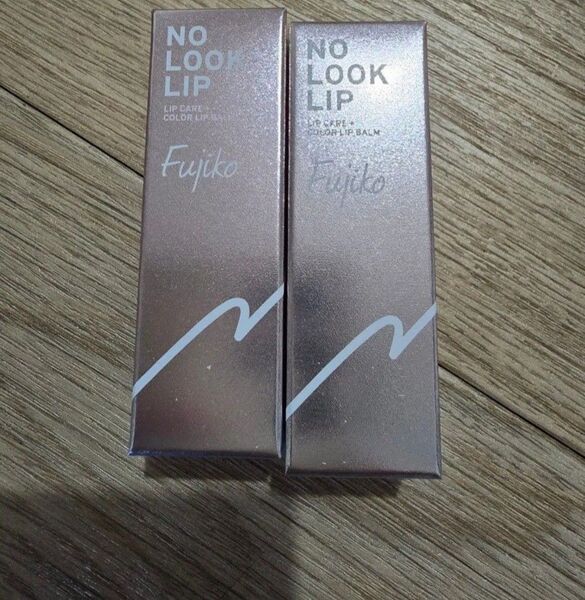 NO
LOOK
LIP
LIP CARE +
COLOR LIP BALM
Fujiko
NO
LOOK
LIP
LIP CARE +
COLOR LIP BALM
Fujiko